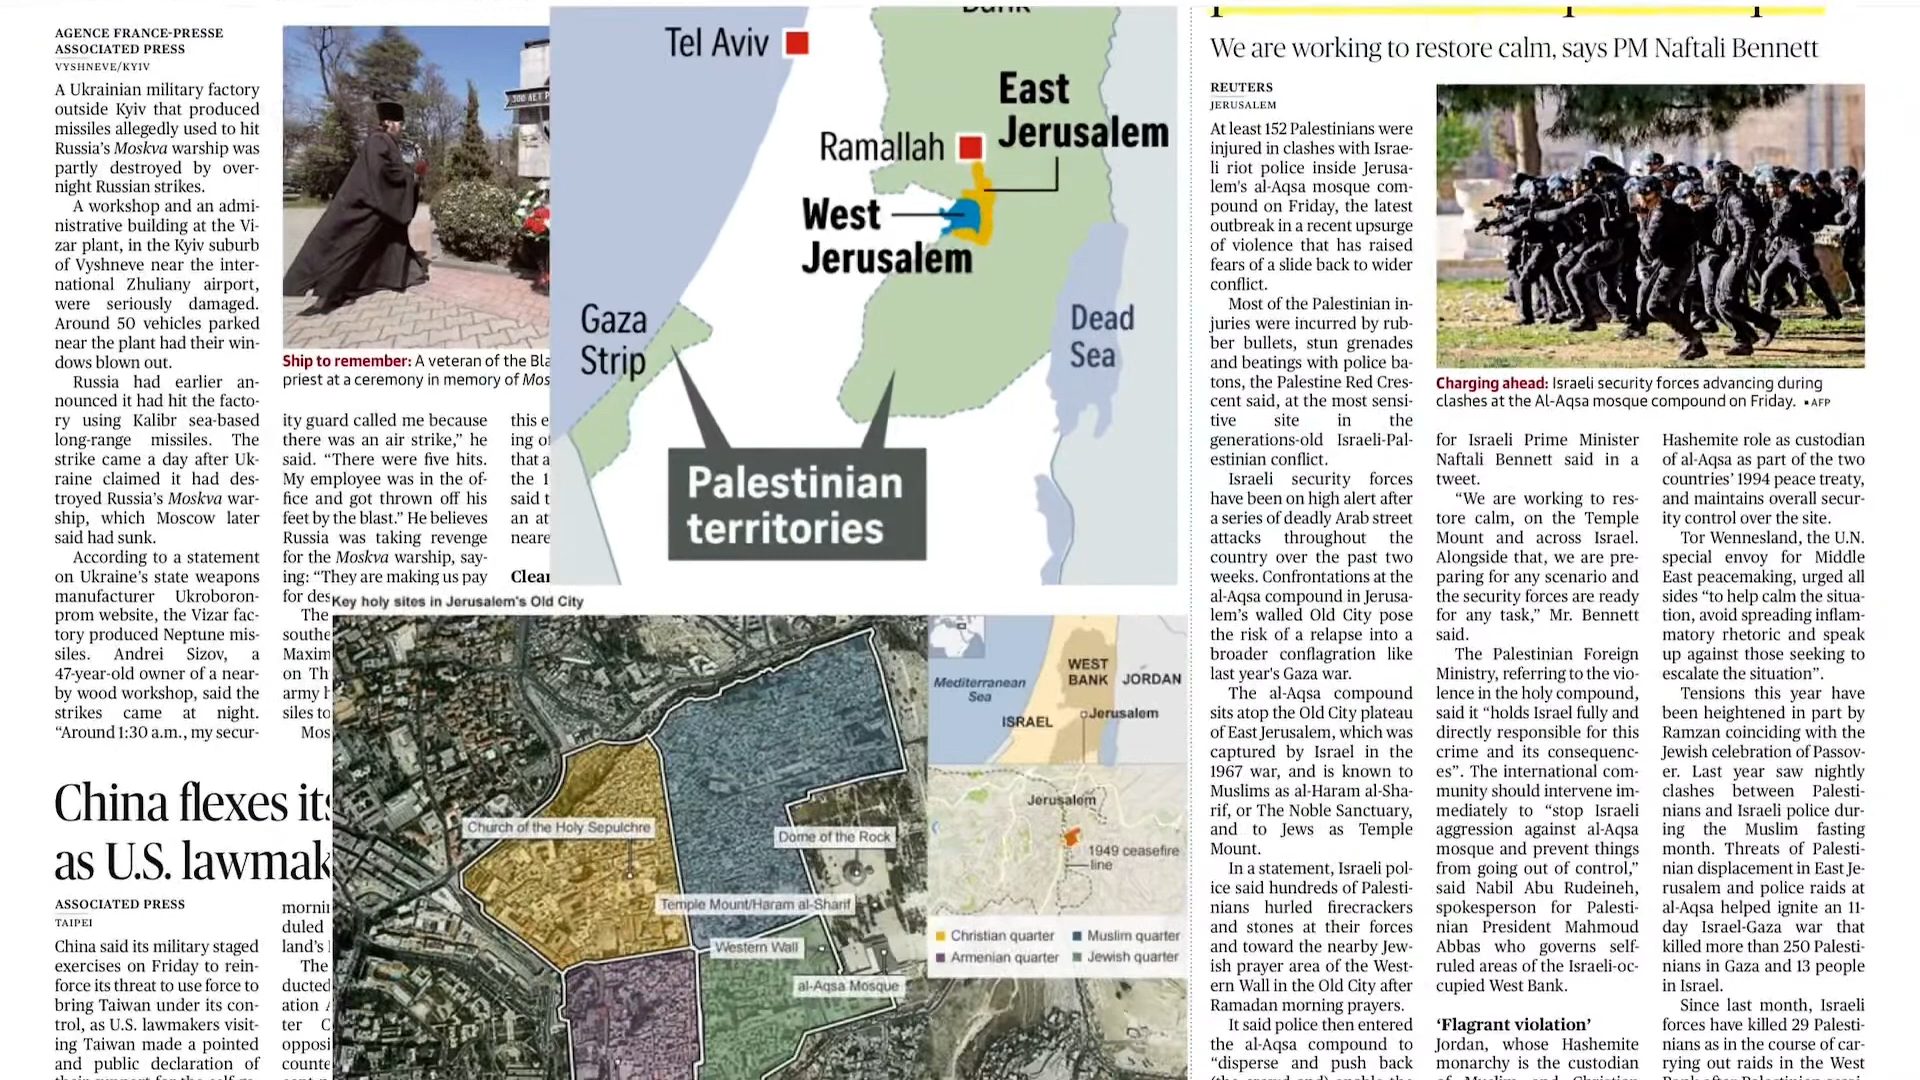 AGENCE FRANCE-PRESSE
ASSOCIATED PRESS
VYSHNEVE/KYIV
A Ukrainian military factory
outside Kyiv that produced
missiles allegedly used to hit
Russia's Moskva warship was
partly destroyed by over-
night Russian strikes.
A workshop and an admi-
nistrative building at the Vi-
zar plant, in the Kyiv suburb
of Vyshneve near the inter-
national Zhuliany airport,
were seriously damaged.
Around 50 vehicles parked
near the plant had their win-
dows blown out.
Russia had earlier an-
nounced it had hit the facto-
ry using Kalibr sea-based
long-range missiles. The
strike came a day after Uk-
raine claimed it had des-
troyed Russia's Moskva war-
ship, which Moscow later
said had sunk.
According to a statement
on Ukraine's state weapons
manufacturer Ukroboron-
prom website, the Vizar fac-
tory produced Neptune mis-
siles. Andrei Sizov, a
47-year-old owner of a near-
by wood workshop, said the
strikes came at night.
"Around 1:30 a.m., my secur-
Ship to remember: A veteran of the Bla
priest at a ceremony in memory of Mos
ity guard called me because
there was an air strike," he
said. "There were five hits.
My employee was in the of-
fice and got thrown off his
feet by the blast." He believes
Russia was taking revenge
for the Moskva warship, say-
ing: "They are making us pay
for des
The
southe
Maxim
on Th
army h
siles to
Mos
this e
ing of
that a
the 1
said t
an at
neare
Clear
China flexes its
as U.S. lawmak
ASSOCIATED PRESS
TAIPEI
China said its military staged
exercises on Friday to rein-
force its threat to use force to
bring Taiwan under its con-
trol, as U.S. lawmakers visit-
ing Taiwan made a pointed
and public declaration of
mornin
duled
land's
The
ducted
ation
ter C
opposi
counte
Tel Aviv
Ramallah
East
Jerusalem
West
Jerusalem
Gaza
Strip
Dead
Sea
Palestinian
territories
Key holy sites in Jerusalem's Old City
Church of the Holy Sepulchre
Dome of the Rock
Temple Mount/Haram al-Sharif
Western Wall
al-Aqsa Mosque
WEST
BANK
JORDAN
Mediterranean
Sea
ISRAEL
Jerusalem
Jerusalem
1949 ceasefire
line
Christian quarter
Muslim quarter
Armenian quarter
Jewish quarter
We are working to restore calm, says PM Naftali Bennett
REUTERS
JERUSALEM
At least 152 Palestinians were
injured in clashes with Israe-
li riot police inside Jerusa-
lem's al-Aqsa mosque com-
pound on Friday, the latest
outbreak in a recent upsurge
of violence that has raised
fears of a slide back to wider
conflict.
Most of the Palestinian in-
juries were incurred by rub-
ber bullets, stun grenades
and beatings with police ba-
tons, the Palestine Red Cres-
cent said, at the most sensi-
tive site in the
generations-old Israeli-Pal-
estinian conflict.
Israeli security forces
have been on high alert after
a series of deadly Arab street
attacks throughout the
country over the past two
weeks. Confrontations at the
al-Aqsa compound in Jerusa-
lem's walled Old City pose
the risk of a relapse into a
broader conflagration like
last year's Gaza war.
The al-Aqsa compound
sits atop the Old City plateau
of East Jerusalem, which was
captured by Israel in the
1967 war, and is known to
Muslims as al-Haram al-Sha-
rif, or The Noble Sanctuary,
and to Jews as Temple
Mount.
In a statement, Israeli pol-
ice said hundreds of Palesti-
nians hurled firecrackers
and stones at their forces
and toward the nearby Jew-
ish prayer area of the West-
ern Wall in the Old City after
Ramadan morning prayers.
It said police then entered
the al-Aqsa compound to
"disperse and push back
Charging ahead: Israeli security forces advancing during
clashes at the Al-Aqsa mosque compound on Friday. ▪ AFP
for Israeli Prime Minister
Naftali Bennett said in a
tweet.
"We are working to res-
tore calm, on the Temple
Mount and across Israel.
Alongside that, we are pre-
paring for any scenario and
the security forces are ready
for any task," Mr. Bennett
said.
The Palestinian Foreign
Ministry, referring to the vio-
lence in the holy compound,
said it "holds Israel fully and
directly responsible for this
crime and its consequenc-
es". The international com-
munity should intervene im-
mediately to "stop Israeli
aggression against al-Aqsa
mosque and prevent things
from going out of control,"
said Nabil Abu Rudeineh,
spokesperson for Palesti-
nian President Mahmoud
Abbas who governs self-
ruled areas of the Israeli-oc-
cupied West Bank.
'Flagrant violation'
Jordan, whose Hashemite
monarchy is the custodian
Hashemite role as custodian
of al-Aqsa as part of the two
countries' 1994 peace treaty,
and maintains overall secur-
ity control over the site.
Tor Wennesland, the U.N.
special envoy for Middle
East peacemaking, urged all
sides "to help calm the situa-
tion, avoid spreading inflam-
matory rhetoric and speak
up against those seeking to
escalate the situation".
Tensions this year have
been heightened in part by
Ramzan coinciding with the
Jewish celebration of Passov-
er. Last year saw nightly
clashes between Palesti-
nians and Israeli police dur-
ing the Muslim fasting
month. Threats of Palesti-
nian displacement in East Je-
rusalem and police raids at
al-Aqsa helped ignite an 11-
day Israel-Gaza war that
killed more than 250 Palesti-
nians in Gaza and 13 people
in Israel.
Since last month, Israeli
forces have killed 29 Palesti-
nians as in the course of car-
rying out raids in the West